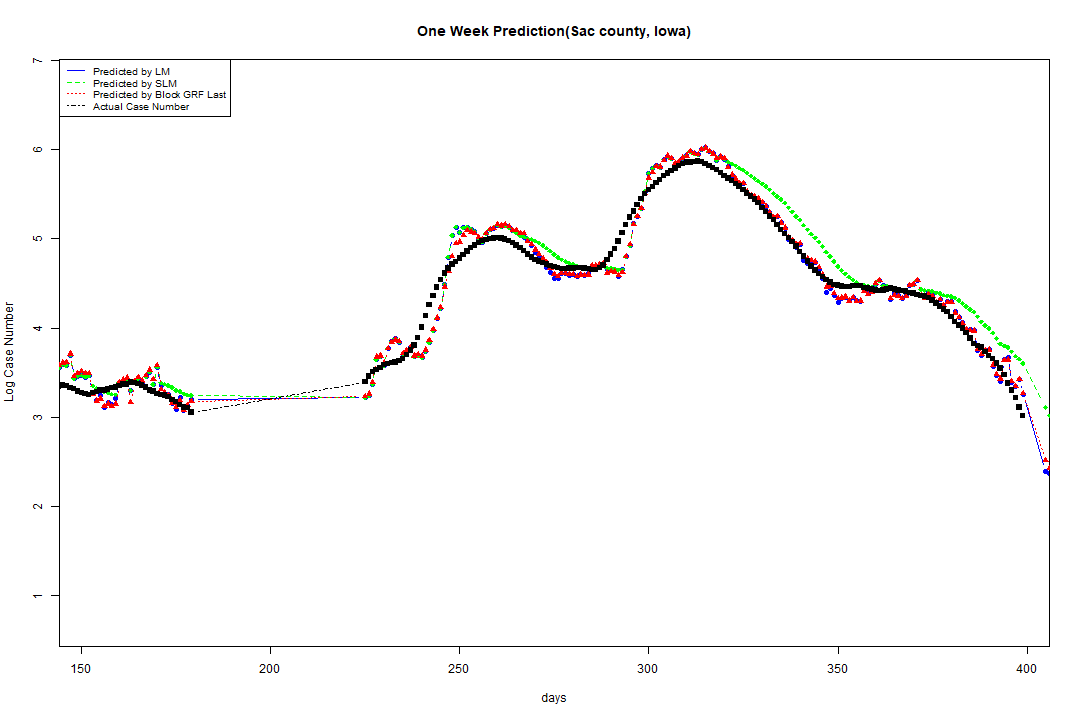 One Week Prediction(Sac county, Iowa)
7
Predicted by LM
Predicted by SLM
Predicted by Block GRF Last
Actual Case Number
6
5
4
3
2
1
Log Case Number
150 200 250 300 350 400
days